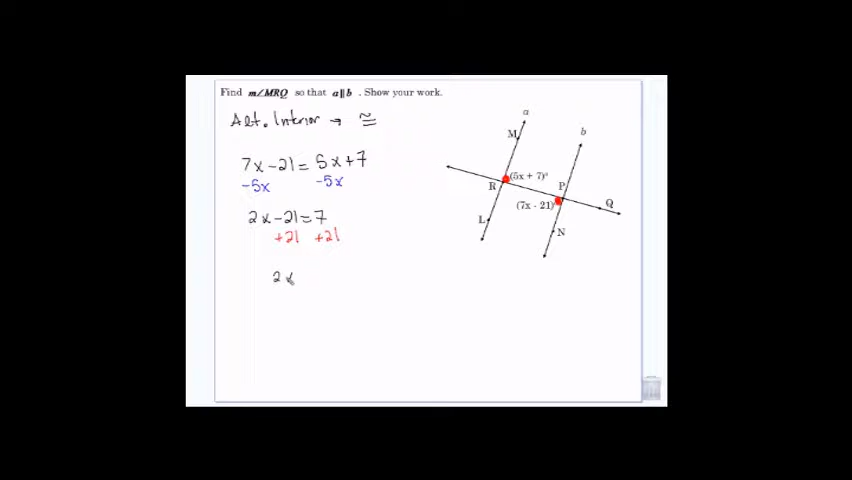 Find m∠MRQ so that a∥b . Show your work.
Alt. Interior → ≅
7x - 21 = 5x + 7
-5x -5x
2x - 21 = 7
+21 +21
2x
a
M
b
(5x + 7)°
R
P
(7x - 21)
Q
L
N